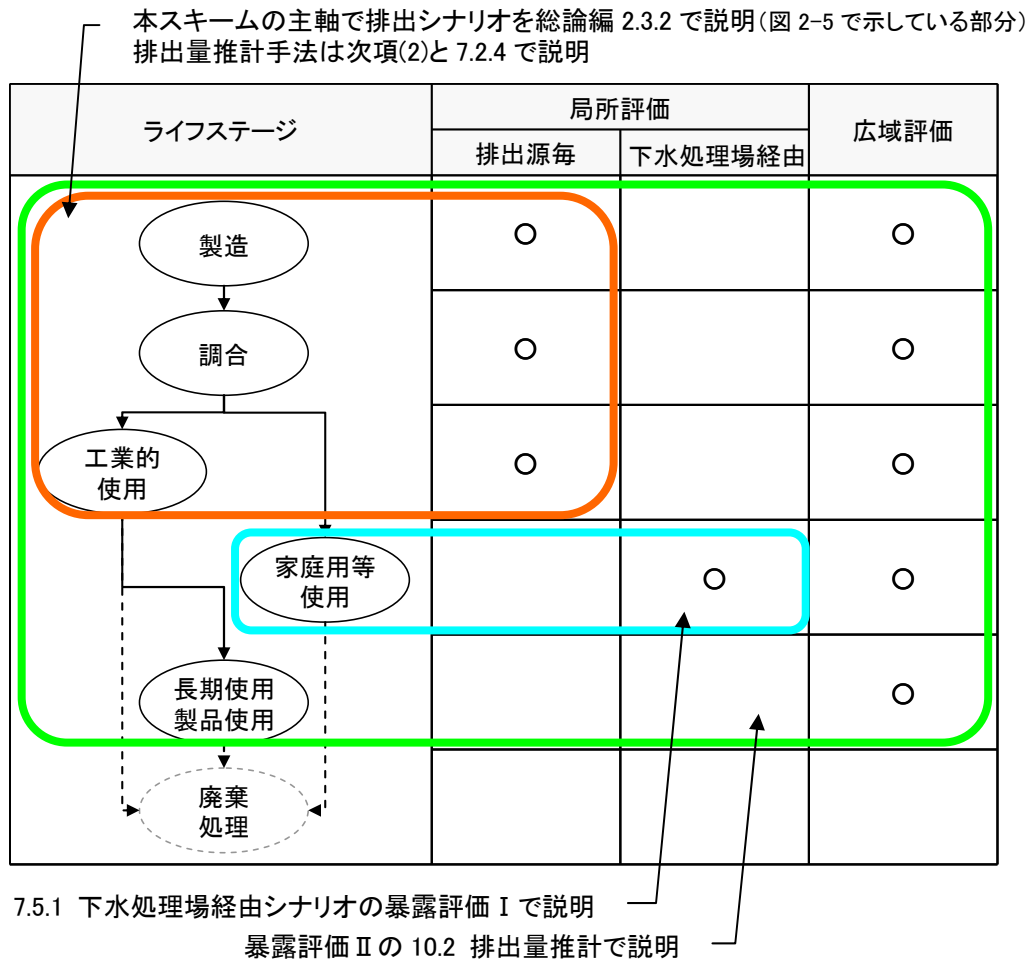 本スキームの主軸で排出シナリオを総論編 2.3.2 で説明(図 2-5 で示している部分)
排出量推計手法は次項(2)と 7.2.4 で説明
ライフステージ
局所評価
広域評価
排出源毎
下水処理場経由
製造
○
○
調合
○
○
工業的
使用
○
○
家庭用等
使用
○
○
長期使用
製品使用
○
廃棄
処理
7.5.1 下水処理場経由シナリオの暴露評価Ⅰで説明
暴露評価Ⅱの 10.2 排出量推計で説明